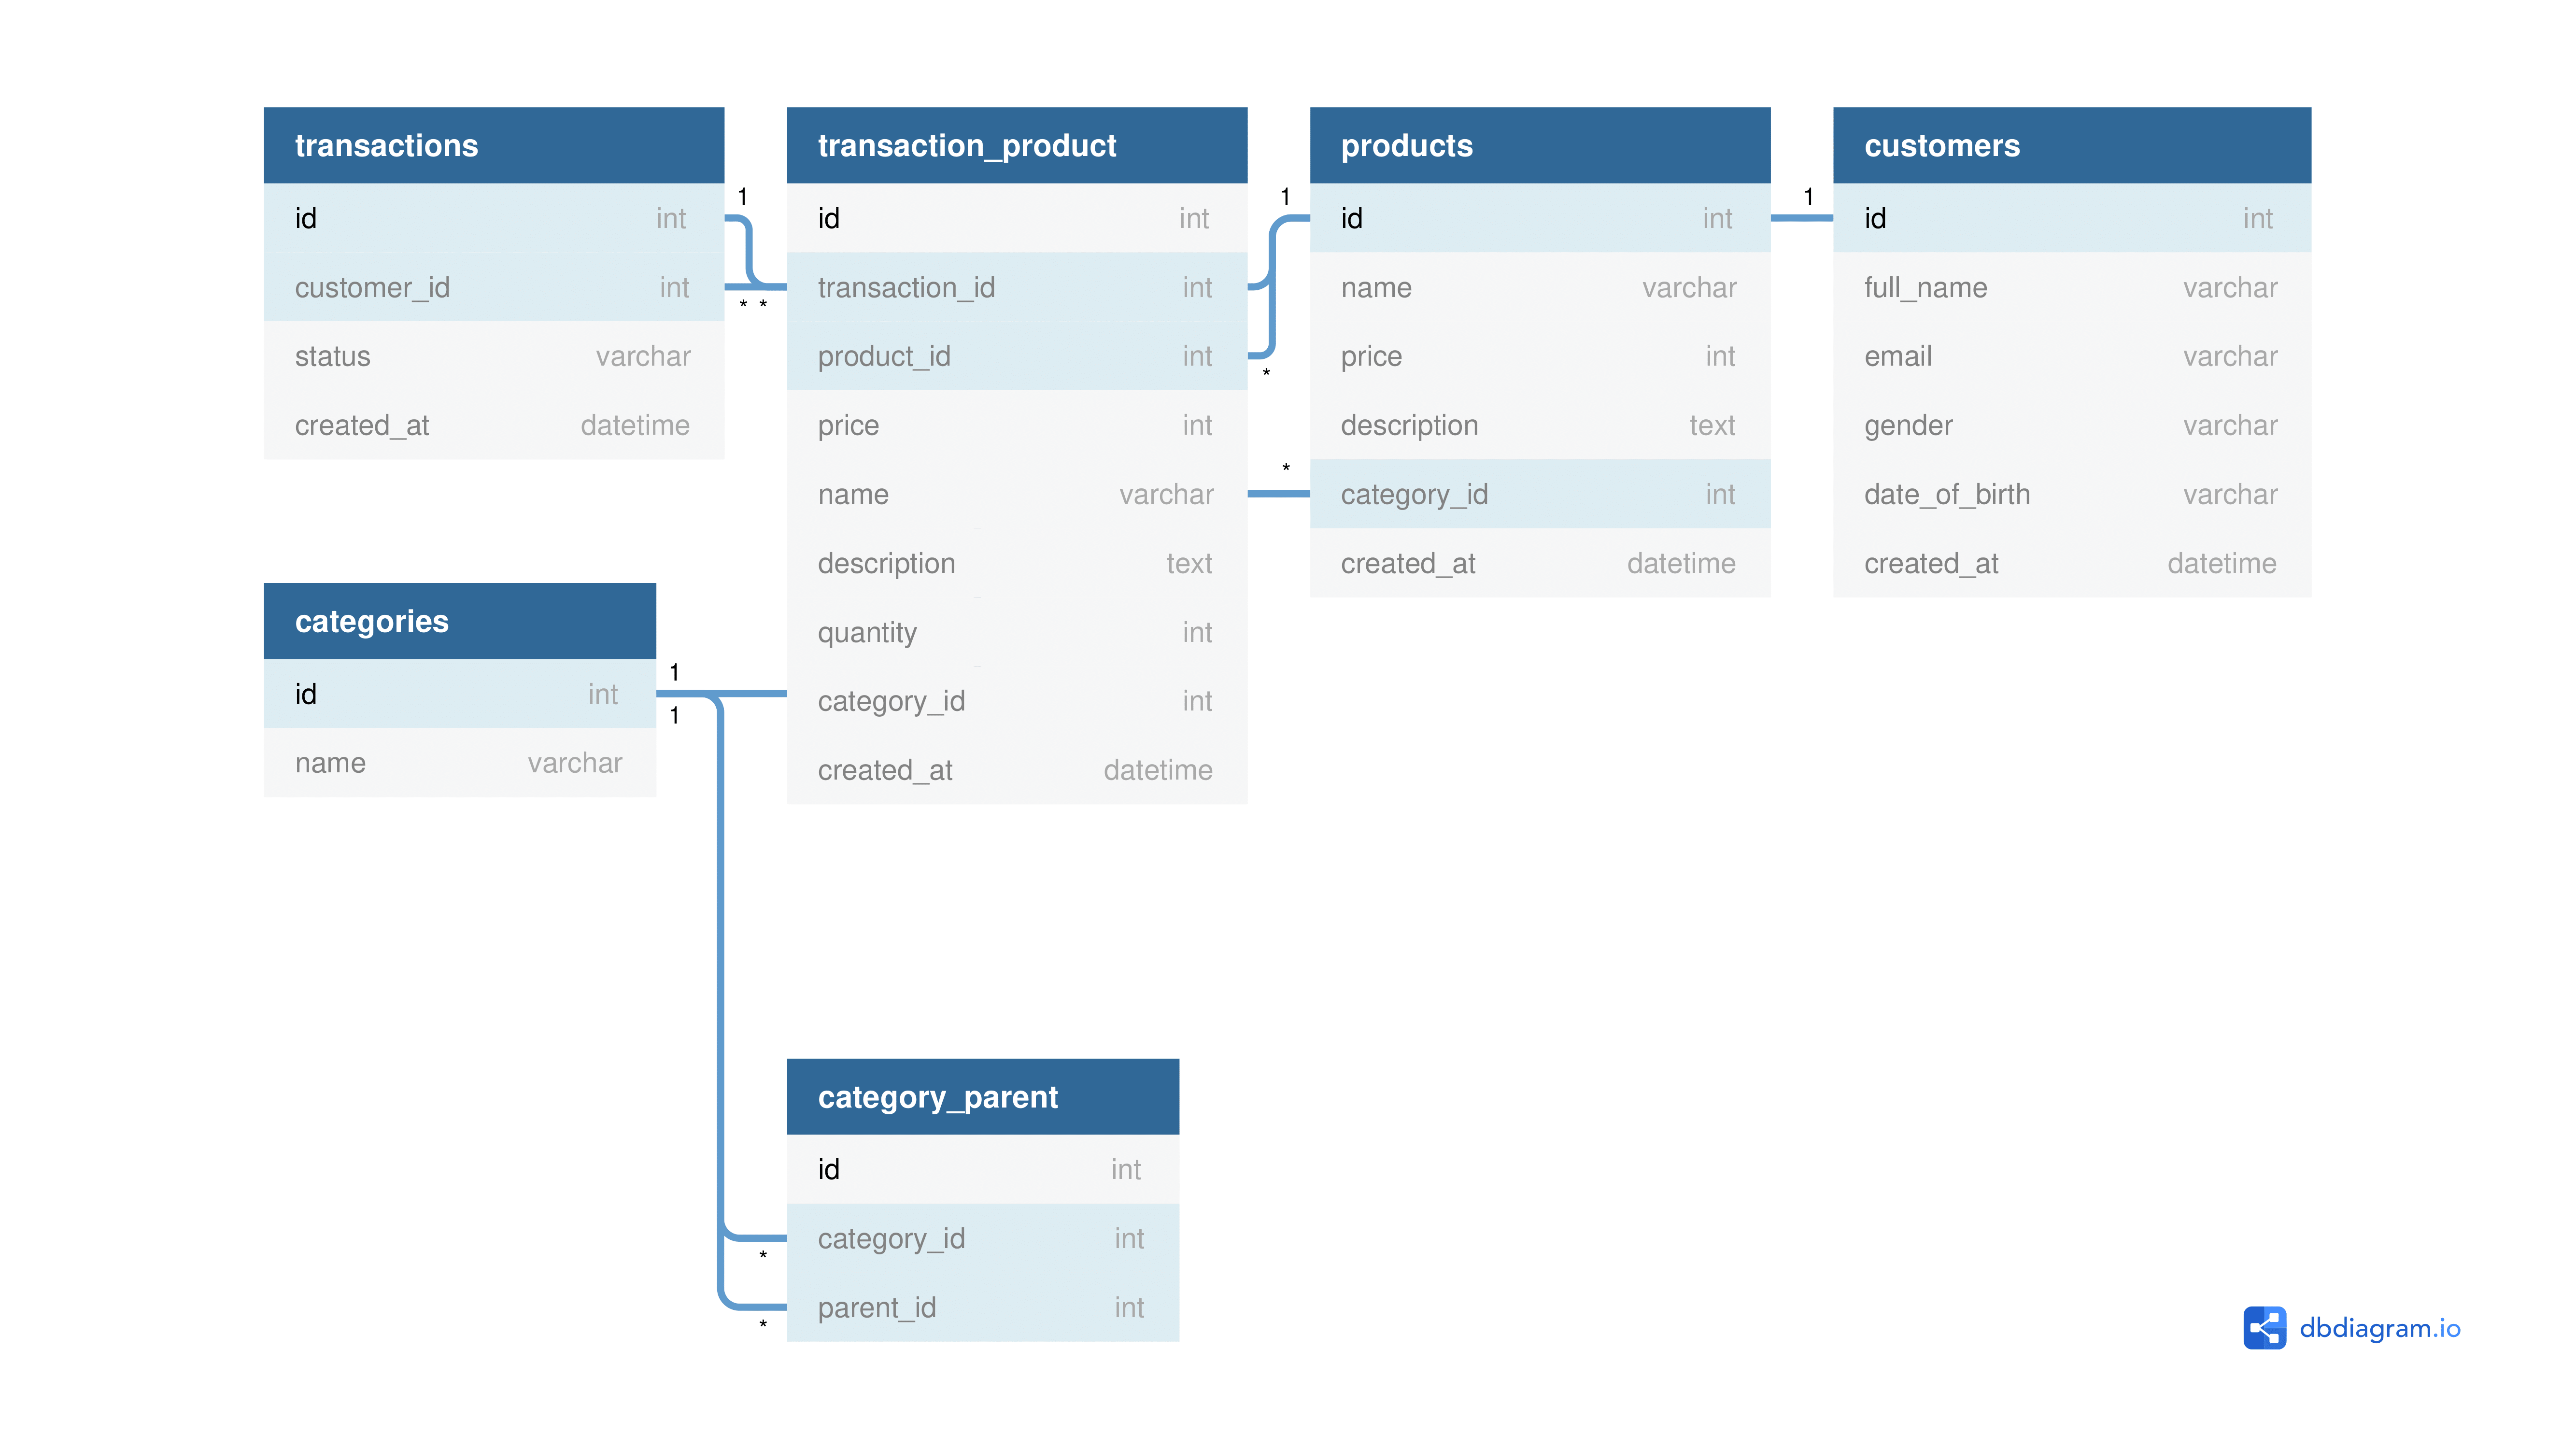 transactions
id int
customer_id int
status varchar
created_at datetime
1
* *
transaction_product
id int
transaction_id int
product_id int
price int
name varchar
description text
quantity int
category_id int
created_at datetime
1
*
*
products
id int
name varchar
price int
description text
category_id int
created_at datetime
1
customers
id int
full_name varchar
email varchar
gender varchar
date_of_birth varchar
created_at datetime
categories
id int
name varchar
1
1
category_parent
id int
category_id int
parent_id int
*
*
dbdiagram.io